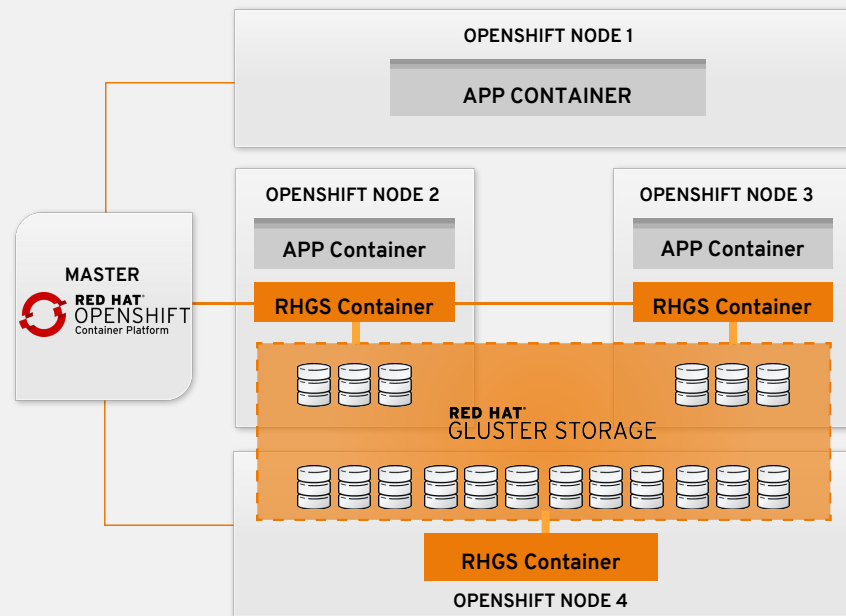 OPENSHIFT NODE 1
APP CONTAINER
OPENSHIFT NODE 2
APP Container
RHGS Container
OPENSHIFT NODE 3
APP Container
RHGS Container
MASTER
RED HAT®
OPENSHIFT
Container Platform
RED HAT®
GLUSTER STORAGE
RHGS Container
OPENSHIFT NODE 4